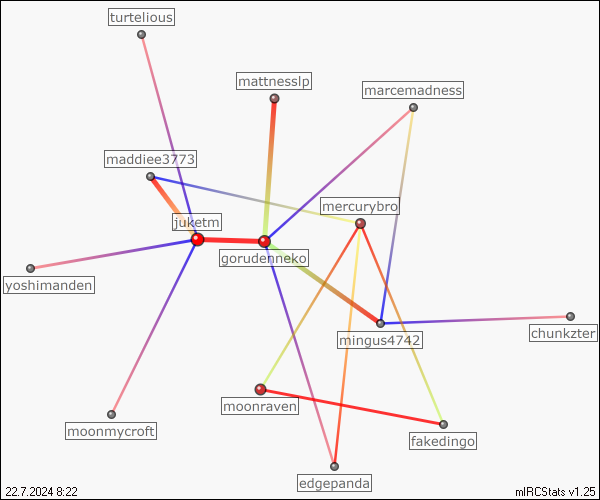 turtelious
mattnesslp
marcemadness
maddiee3773
mercurybro
juketm
gorudenneko
yoshimanden
mingus4742
chunkzter
moonraven
moonmycroft
fakedingo
edgepanda
22.7.2024 8:22
mIRCStats v1.25